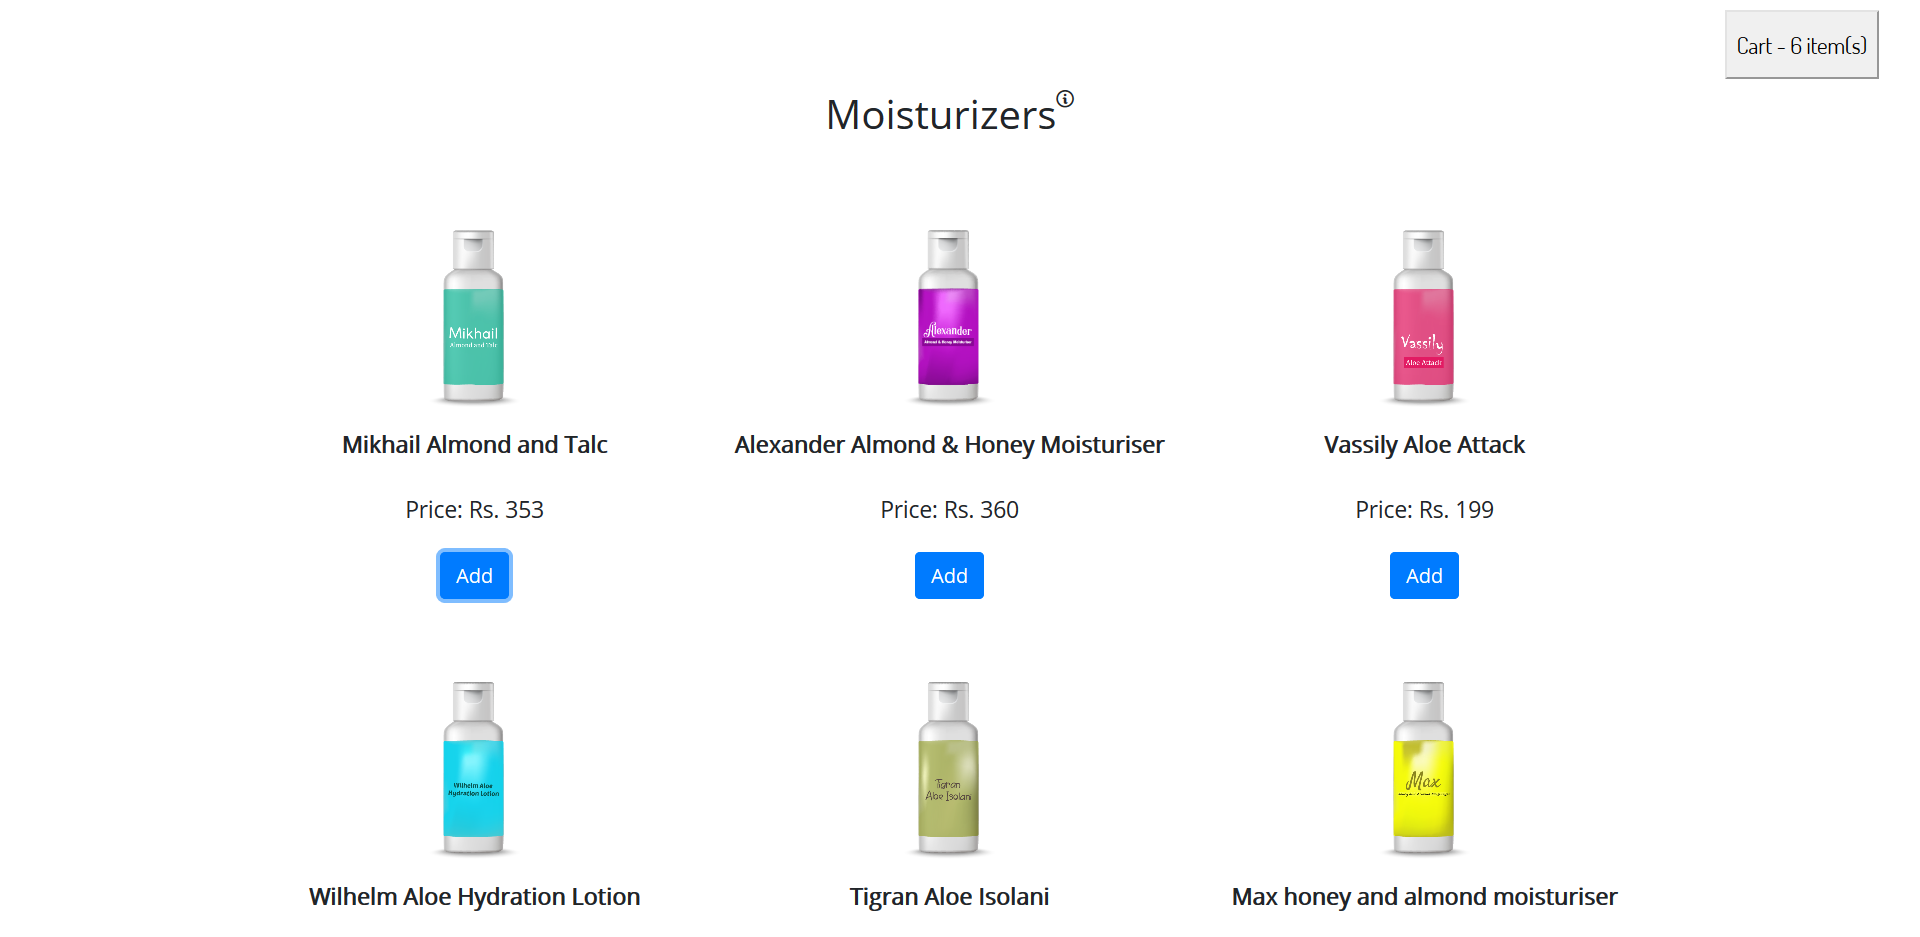 Cart - 6 item(s)
Moisturizers
Mikhail
Almond and Talc
Alexander
Almond & Honey Moisturiser
Vassily
Aloe Attack
Mikhail Almond and Talc
Alexander Almond & Honey Moisturiser
Vassily Aloe Attack
Price: Rs. 353
Price: Rs. 360
Price: Rs. 199
Add
Add
Add
Wilhelm Aloe
Hydration Lotion
Tigran
Aloe Isolani
Max
Wilhelm Aloe Hydration Lotion
Tigran Aloe Isolani
Max honey and almond moisturiser